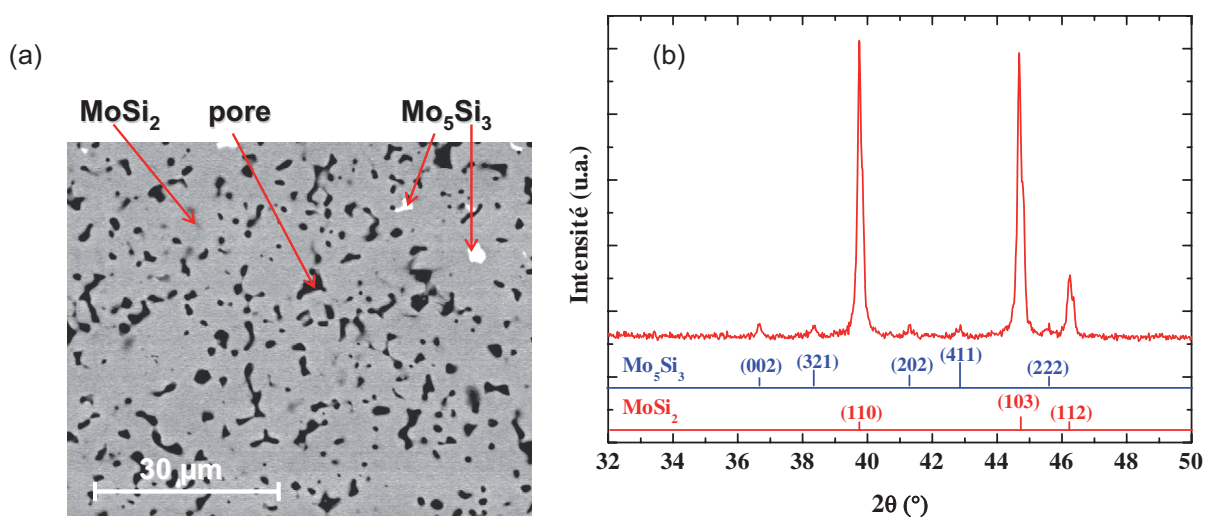 (a)
MoSi₂ pore Mo₅Si₃
30 µm
(b)
Intensité (u.a.)
Mo₅Si₃
(002) (321) (202) (411) (222)
MoSi₂
(110) (103) (112)
32 34 36 38 40 42 44 46 48 50
2θ (°)